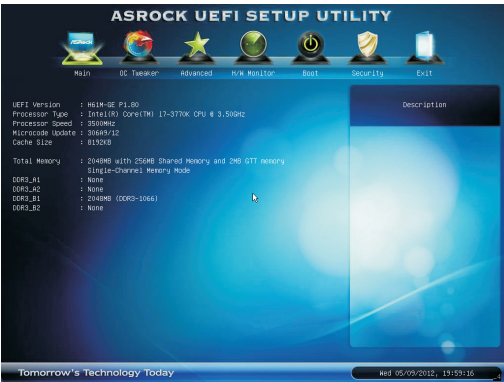 ASROCK UEFI SETUP UTILITY
ASRock
Main
OC Tweaker
Advanced
H/W Monitor
Boot
Security
Exit
UEFI Version : H61M-GE P1.80
Processor Type : Intel(R) Core(TM) i7-3770K CPU @ 3.50GHz
Processor Speed : 3500MHz
Microcode Update : 306A9/12
Cache Size : 8192KB
Total Memory : 2048MB with 256MB Shared Memory and 2MB GTT memory
Single-Channel Memory Mode
DDR3_A1 : None
DDR3_A2 : None
DDR3_B1 : 2048MB (DDR3-1066)
DDR3_B2 : None
Description
Tomorrow's Technology Today
Wed 05/09/2012, 19:59:16